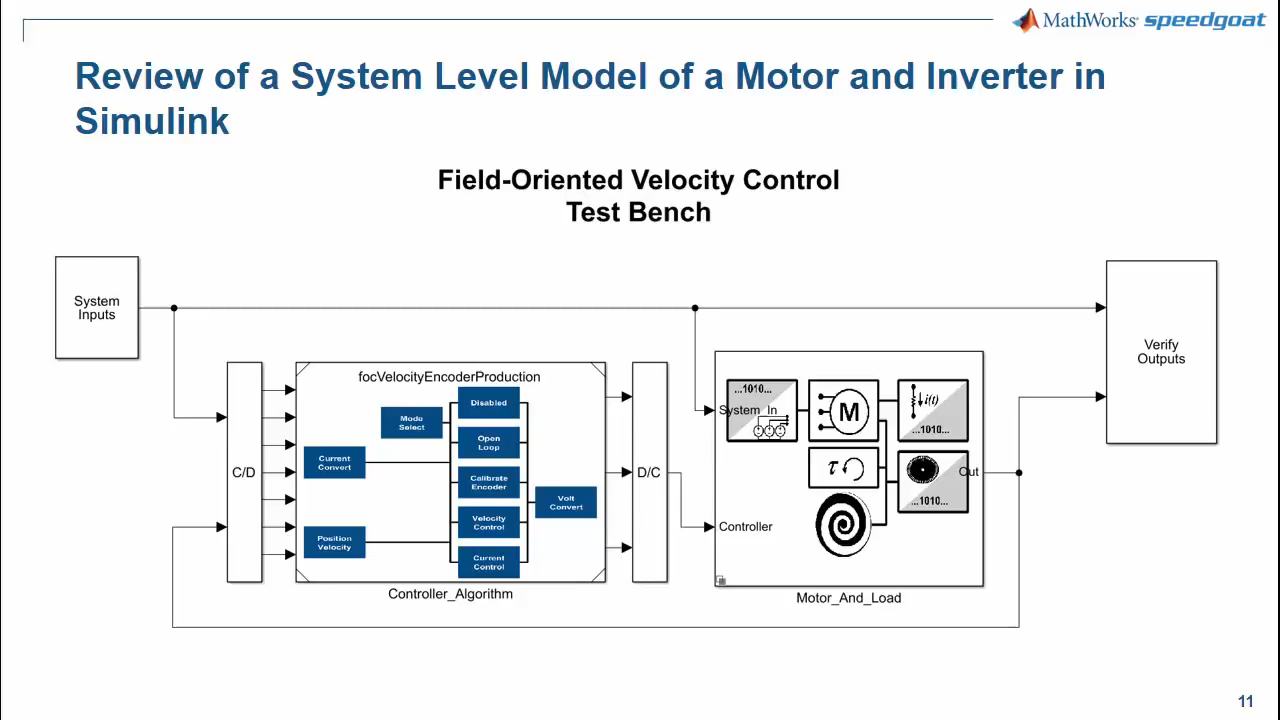 MathWorks® speedgoat
Review of a System Level Model of a Motor and Inverter in
Simulink
Field-Oriented Velocity Control
Test Bench
System
Inputs
C/D
focVelocityEncoderProduction
Mode
Select
Current
Convert
Position
Velocity
Disabled
Open
Loop
Calibrate
Encoder
Velocity
Control
Current
Control
Volt
Convert
Controller_Algorithm
D/C
...1010...
System_In
M
i(t)
...1010...
τ
Out
...1010...
Controller
Motor_And_Load
Verify
Outputs
11